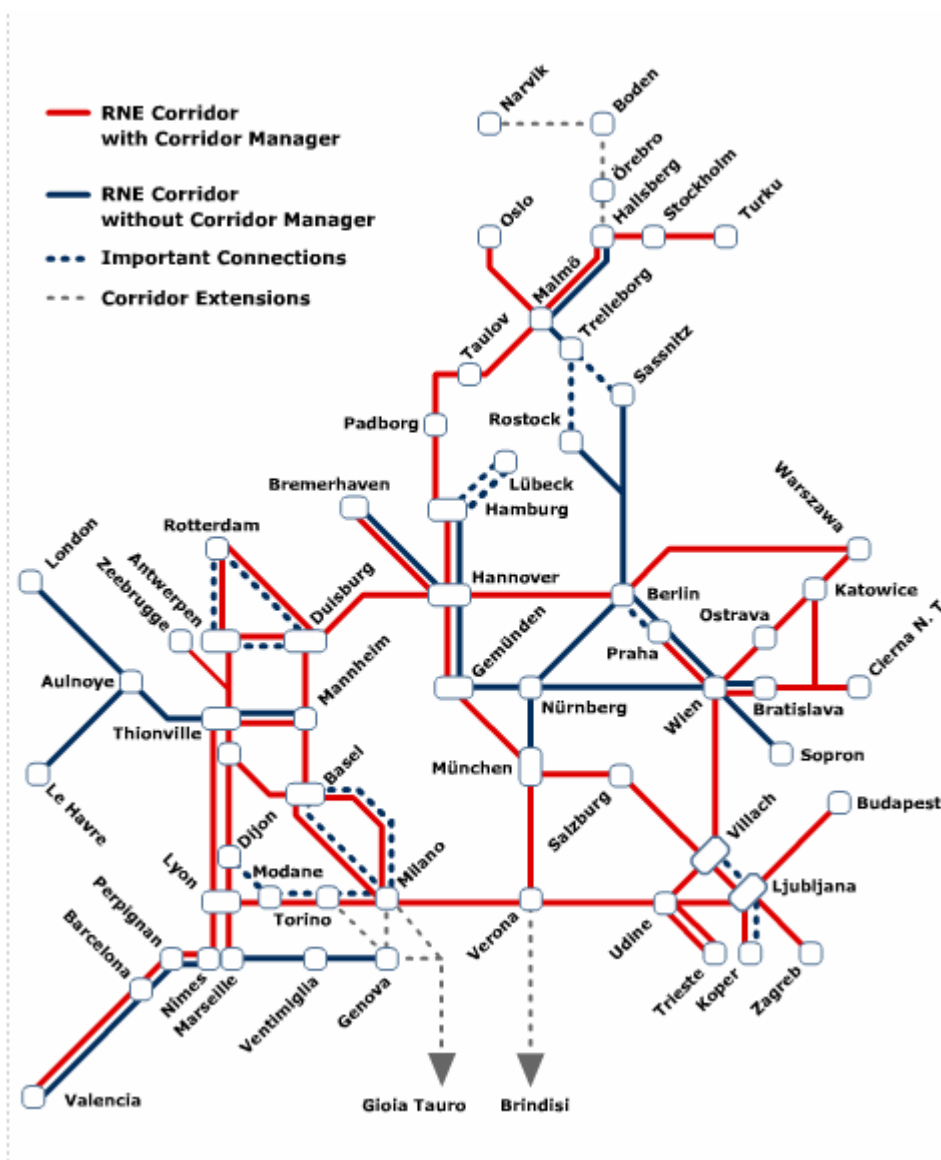 RNE Corridor
with Corridor Manager
RNE Corridor
without Corridor Manager
Important Connections
Corridor Extensions
Narvik
Boden
Örebro
Hallsberg
Stockholm
Turku
Oslo
Malmö
Trelleborg
Taulov
Sassnitz
Padborg
Rostock
Lübeck
Bremerhaven
Hamburg
Warszawa
Rotterdam
London
Zeebrugge
Antwerpen
Duisburg
Hannover
Berlin
Katowice
Ostrava
Praha
Cierna N. T
Gemünden
Mannheim
Aulnoye
Thionville
Nürnberg
Wien
Bratislava
Sopron
München
Le Havre
Basel
Salzburg
Villach
Budapest
Dijon
Modane
Milano
Lyon
Ljubljana
Torino
Perpignan
Barcelona
Verona
Udine
Nimes
Marseille
Ventimiglia
Genova
Trieste
Koper
Zagreb
Valencia
Gioia Tauro
Brindisi